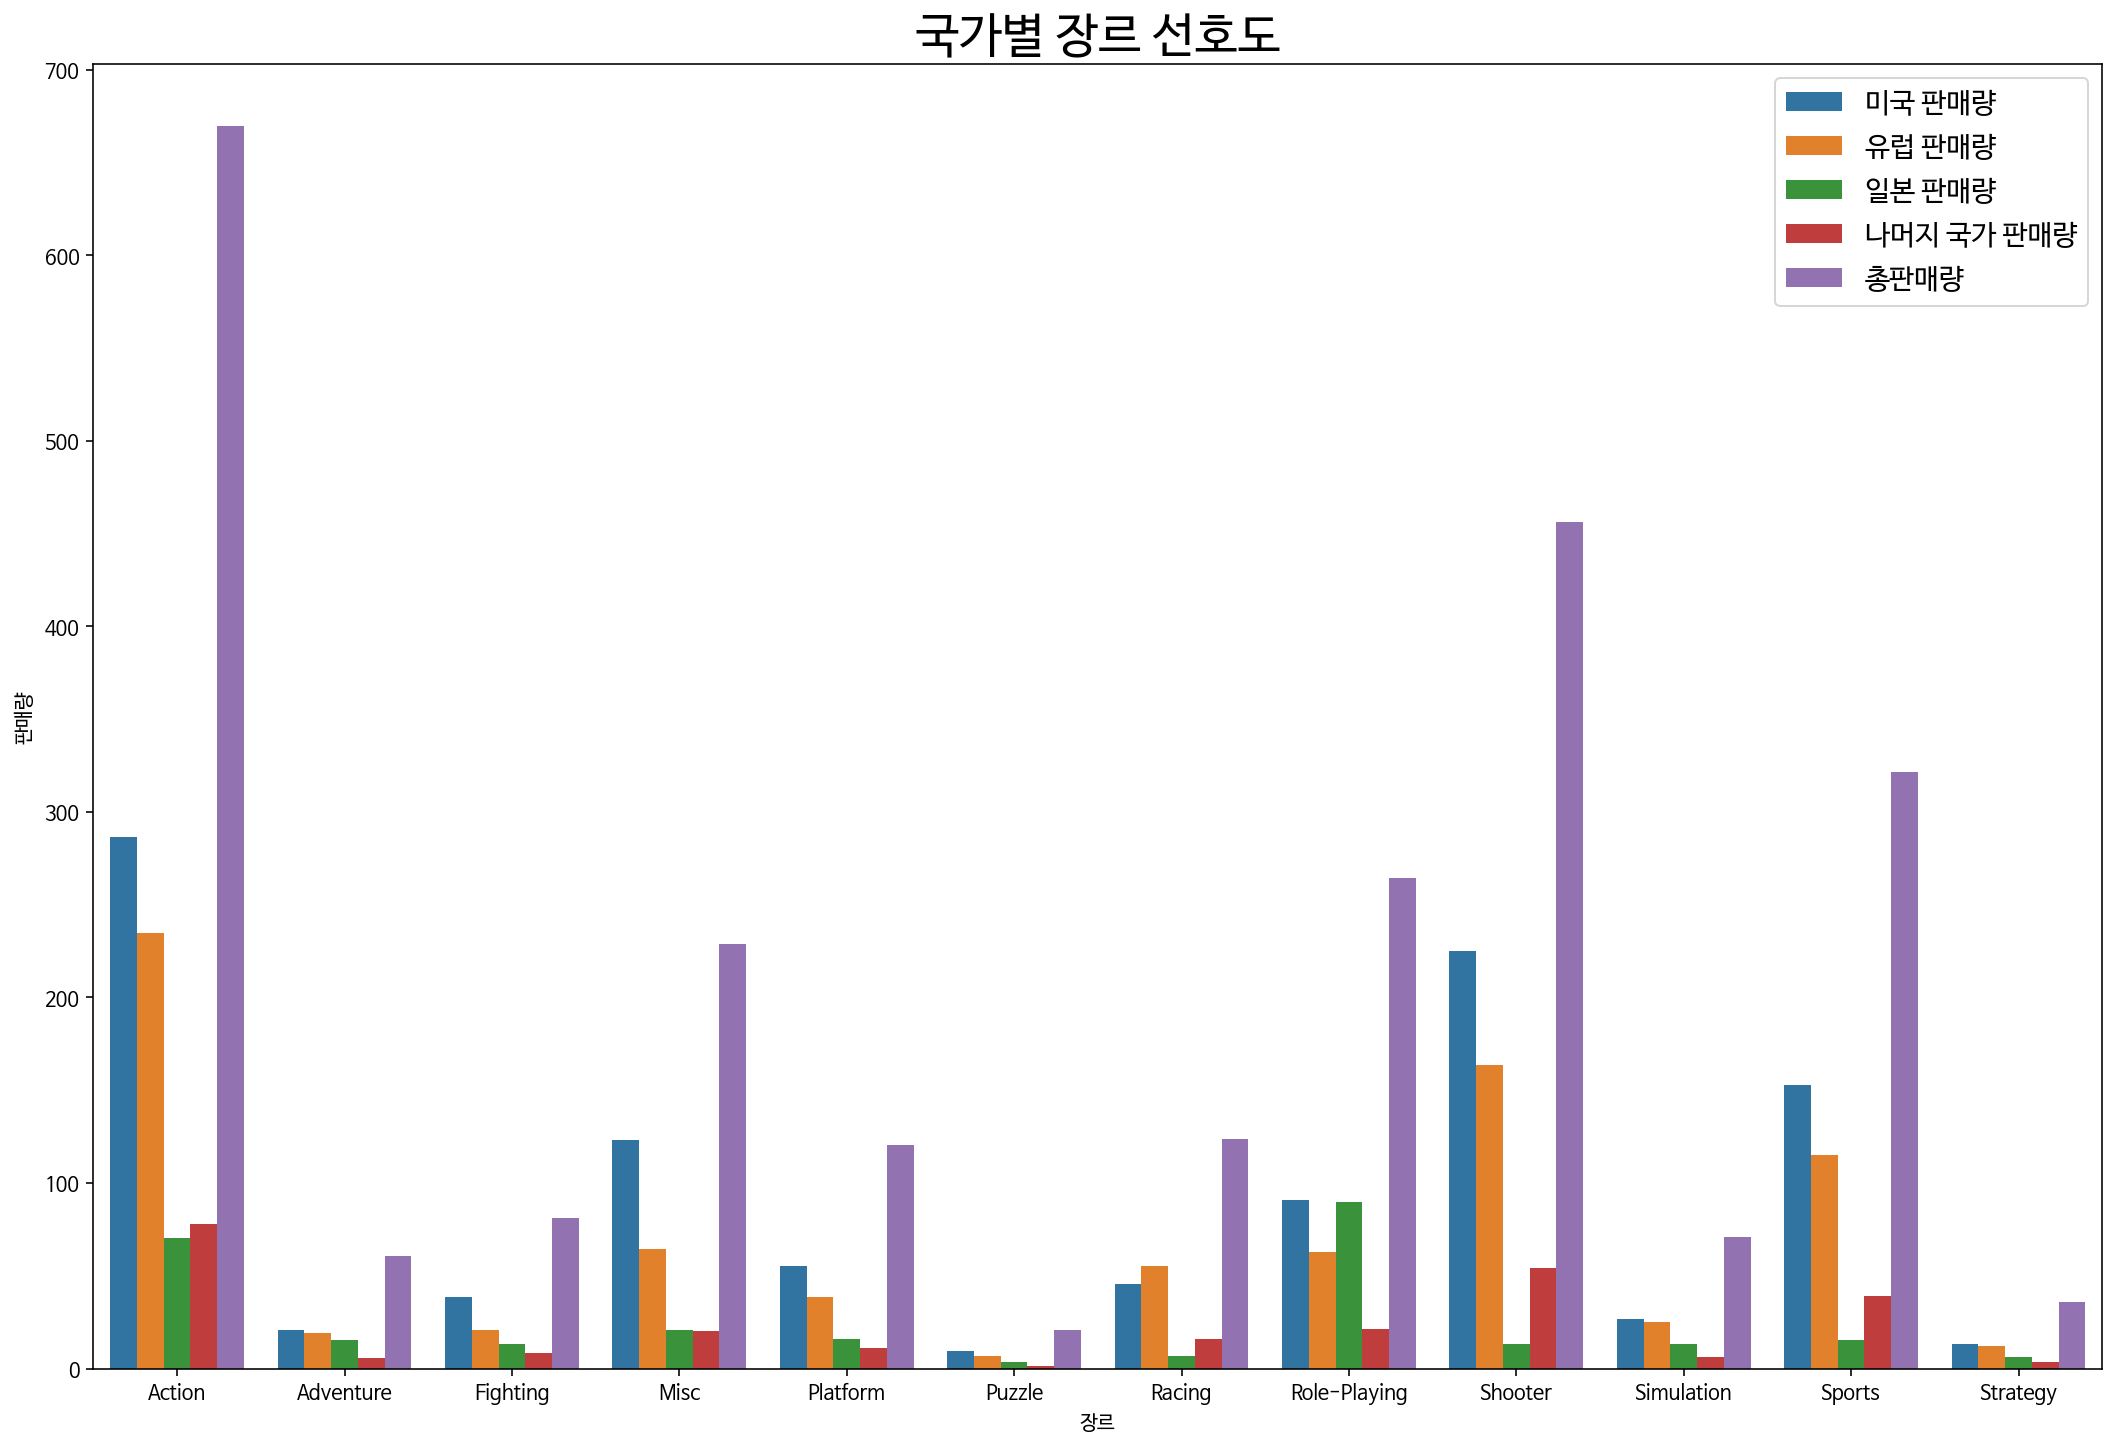 국가별 장르 선호도
700
600
500
400
300
200
100
0
판매량
미국 판매량
유럽 판매량
일본 판매량
나머지 국가 판매량
총판매량
Action Adventure Fighting Misc Platform Puzzle Racing Role-Playing Shooter Simulation Sports Strategy
장르